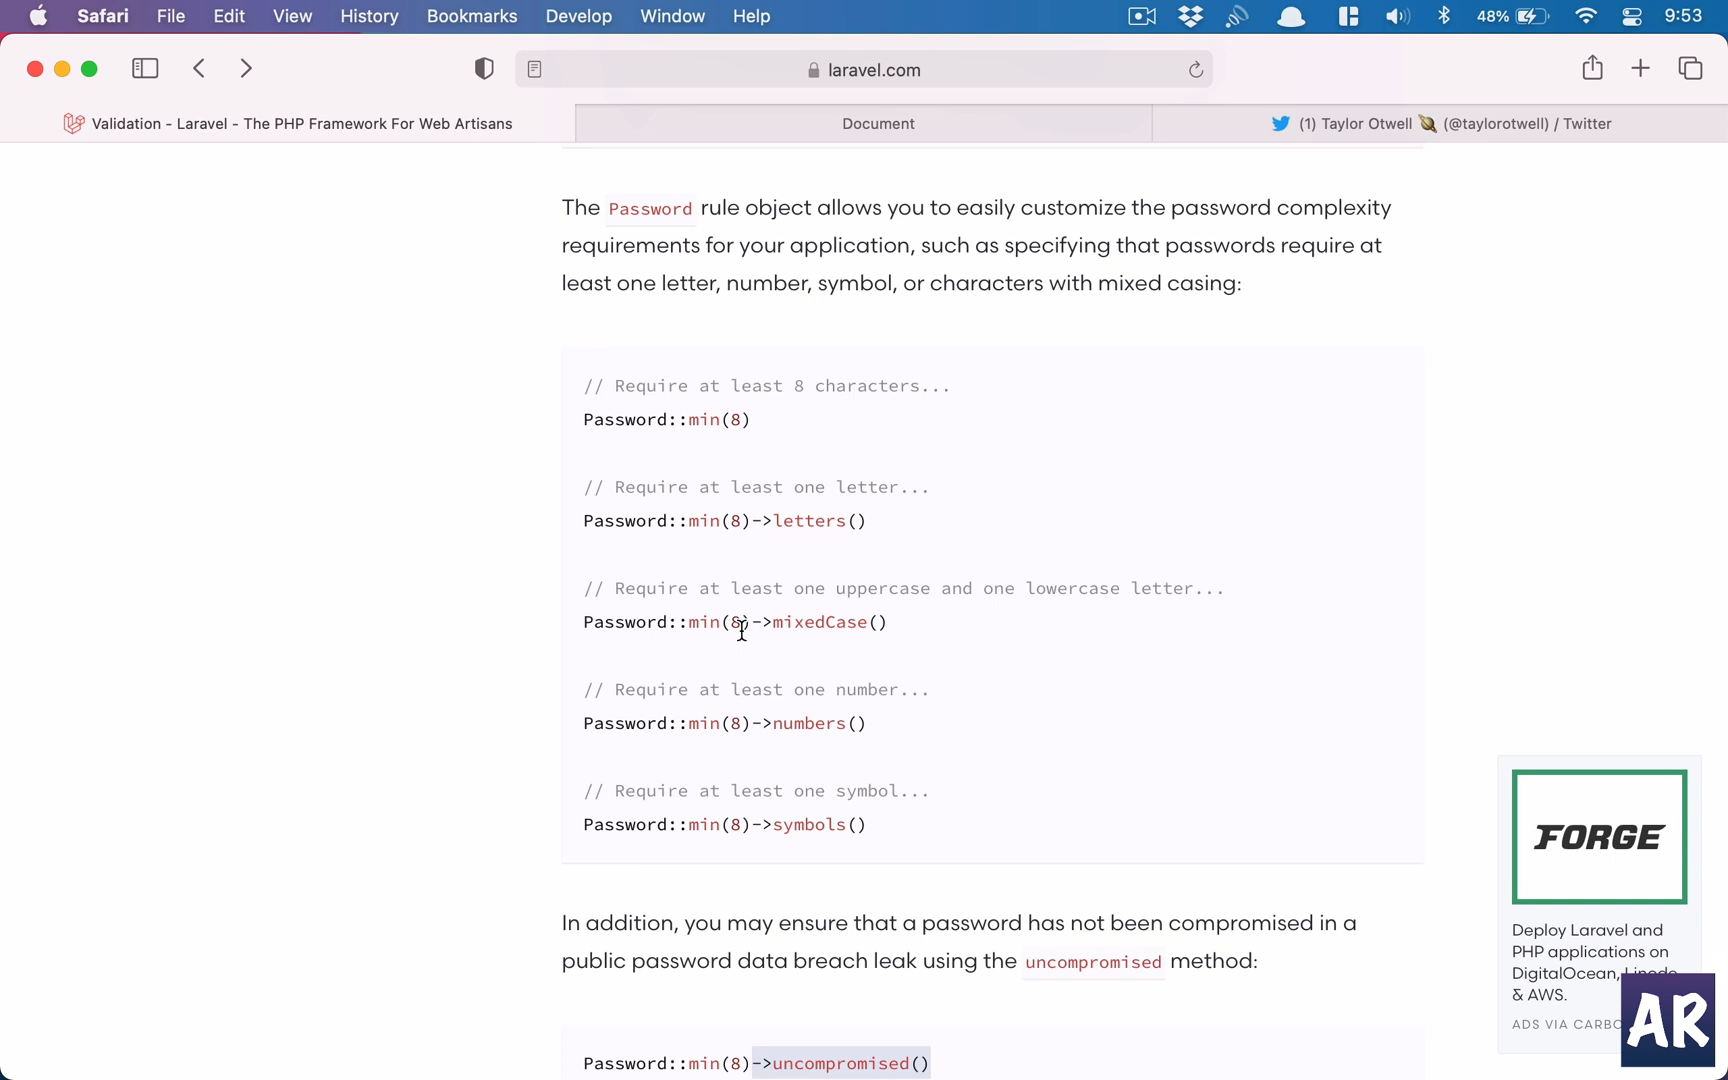 Safari File Edit View History Bookmarks Develop Window Help 48% 9:53
laravel.com
Validation - Laravel - The PHP Framework For Web Artisans Document (1) Taylor Otwell (@taylorotwell) / Twitter
The Password rule object allows you to easily customize the password complexity
requirements for your application, such as specifying that passwords require at
least one letter, number, symbol, or characters with mixed casing:
// Require at least 8 characters...
Password::min(8)
// Require at least one letter...
Password::min(8)->letters()
// Require at least one uppercase and one lowercase letter...
Password::min(8)->mixedCase()
// Require at least one number...
Password::min(8)->numbers()
// Require at least one symbol...
Password::min(8)->symbols()
In addition, you may ensure that a password has not been compromised in a
public password data breach leak using the uncompromised method:
Password::min(8)->uncompromised()
FORGE
Deploy Laravel and
PHP applications on
DigitalOcean, Linode
& AWS.
ADS VIA CARBO
AR